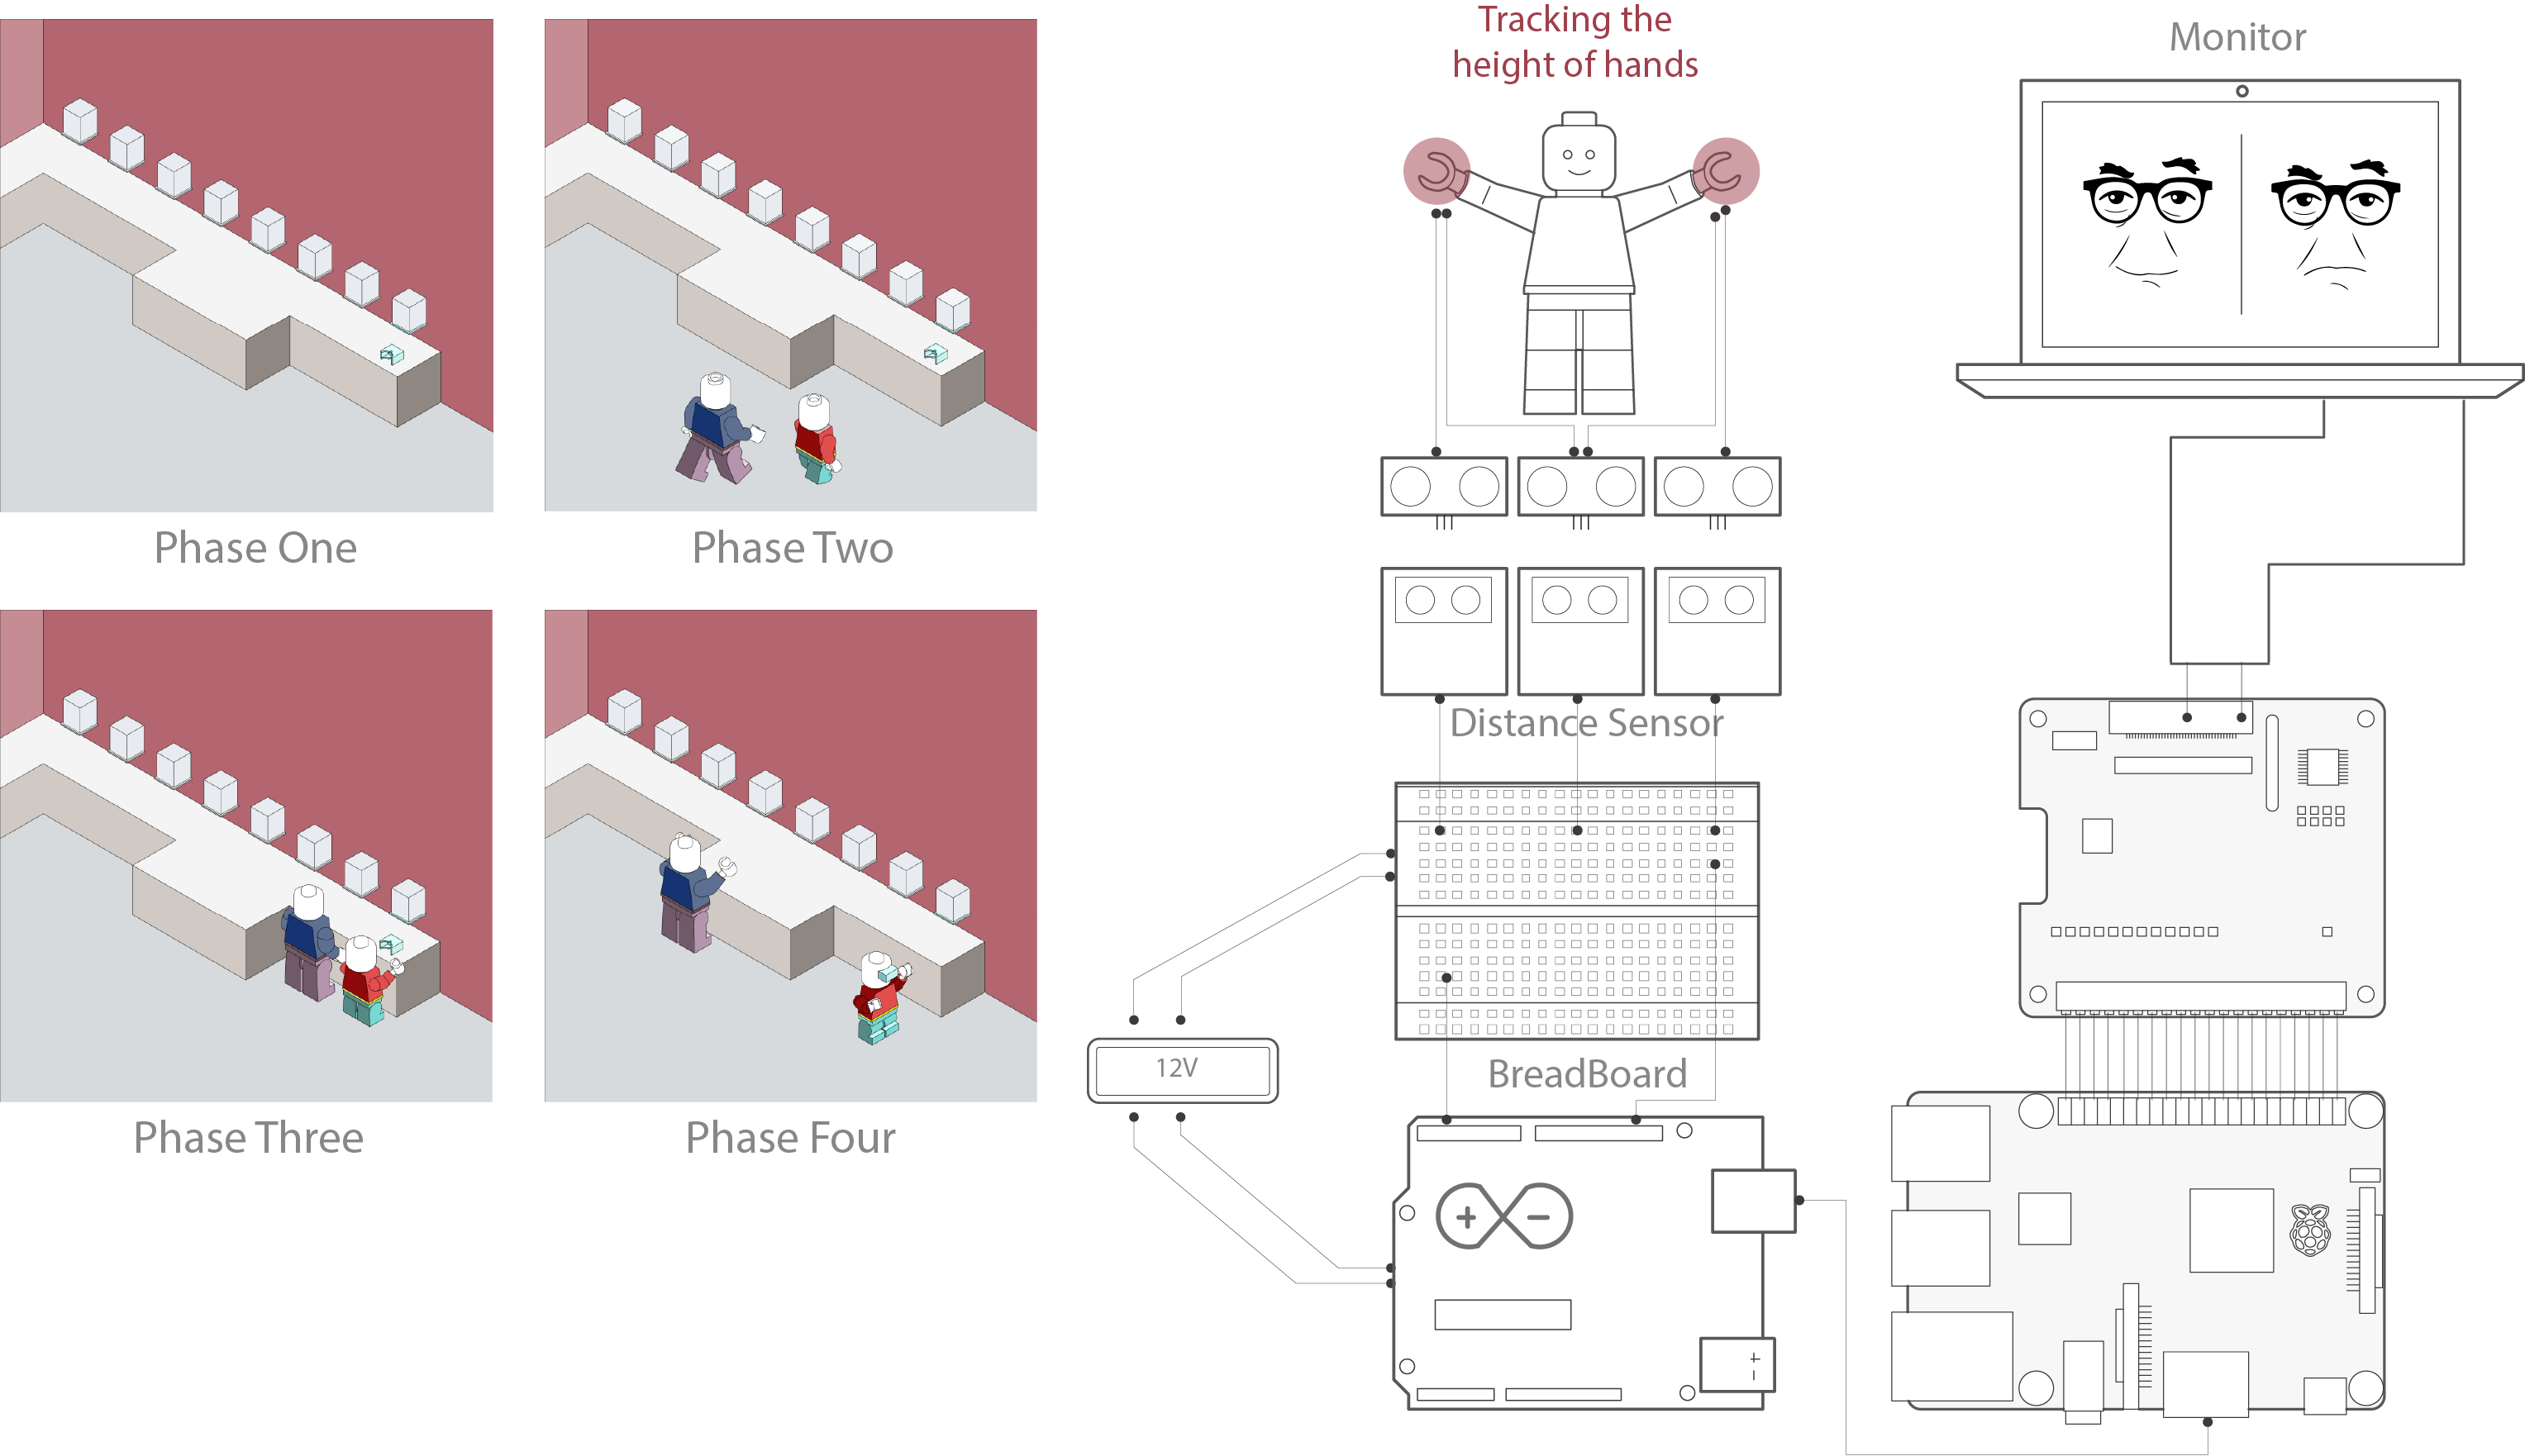 Phase One
Phase Two
Phase Three
Phase Four
Tracking the
height of hands
Distance Sensor
BreadBoard
12V
Monitor